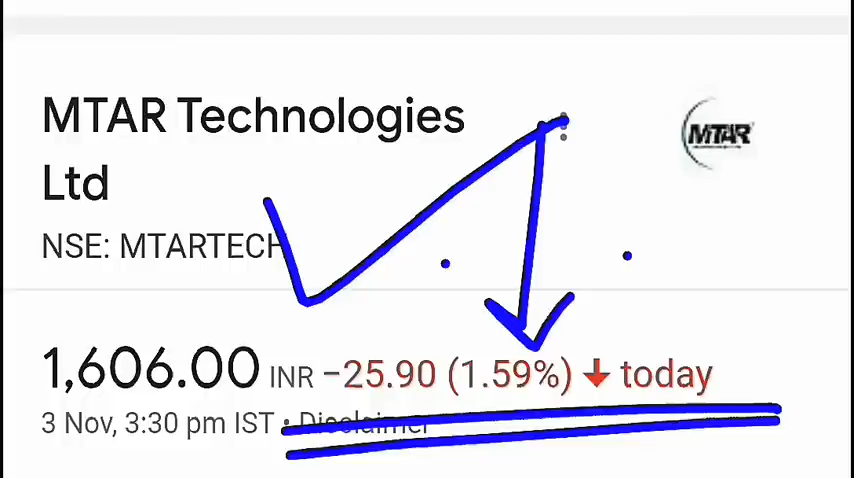 MTAR Technologies
Ltd
MTAR
NSE: MTARTECH
1,606.00 INR −25.90 (1.59%) ↓ today
3 Nov, 3:30 pm IST • Disclaimer